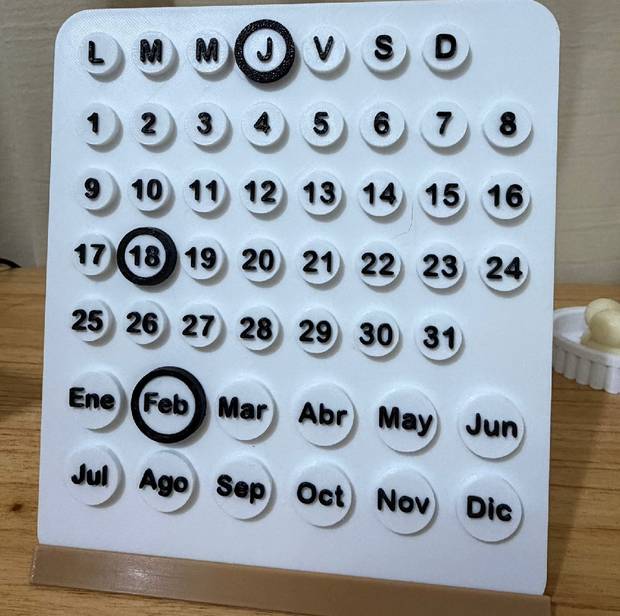 L M M J V S D
1 2 3 4 5 6 7 8
9 10 11 12 13 14 15 16
17 18 19 20 21 22 23 24
25 26 27 28 29 30 31
Ene Feb Mar Abr May Jun
Jul Ago Sep Oct Nov Dic